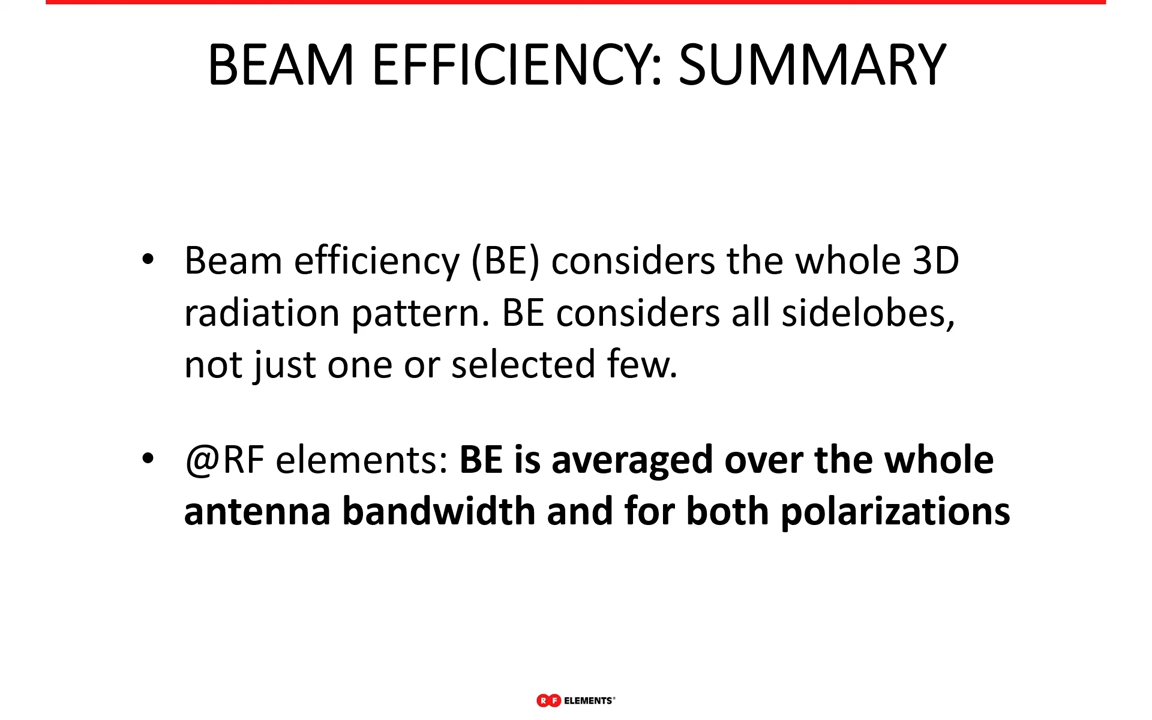 BEAM EFFICIENCY: SUMMARY
• Beam efficiency (BE) considers the whole 3D
radiation pattern. BE considers all sidelobes,
not just one or selected few.
• @RF elements: BE is averaged over the whole
antenna bandwidth and for both polarizations
RF ELEMENTS®